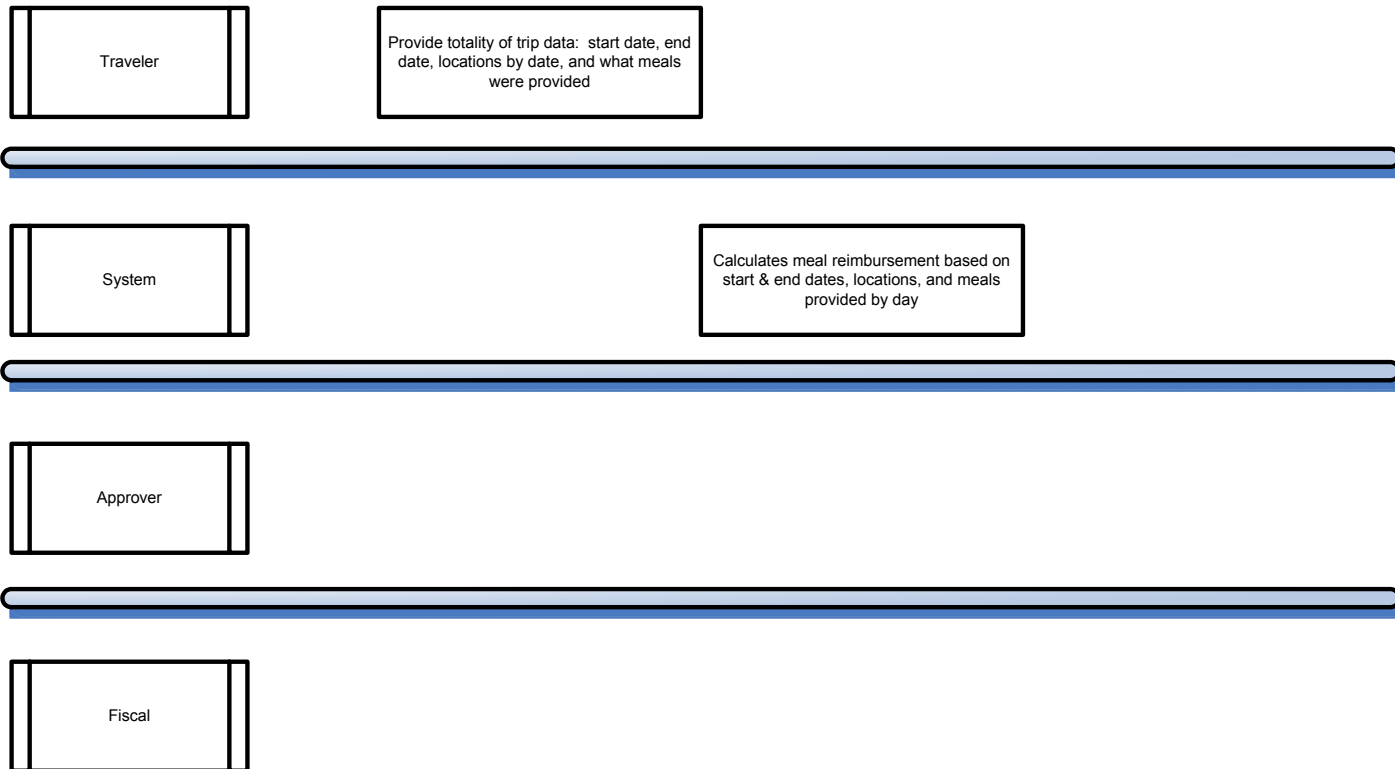 Traveler
Provide totality of trip data:  start date, end
date, locations by date, and what meals
were provided
System
Calculates meal reimbursement based on
start & end dates, locations, and meals
provided by day
Approver
Fiscal